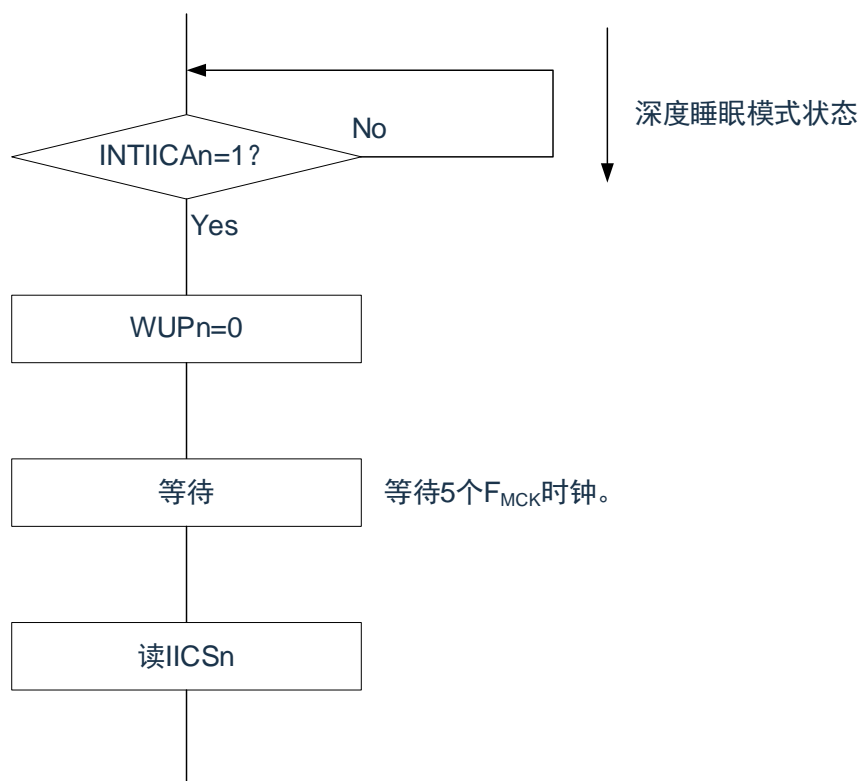 深度睡眠模式状态
No
INTIICAn=1?
Yes
WUPn=0
等待
等待5个FMCK时钟。
读IICSn